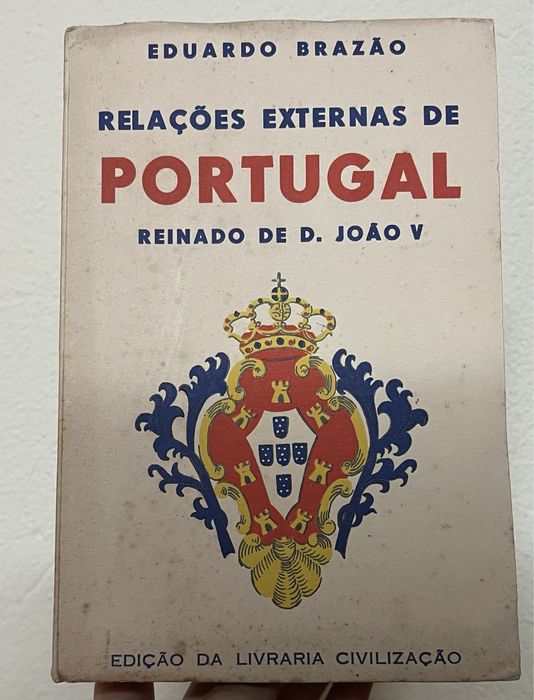 EDUARDO BRAZÃO
RELAÇÕES EXTERNAS DE
PORTUGAL
REINADO DE D. JOÃO V
EDIÇÃO DA LIVRARIA CIVILIZAÇÃO